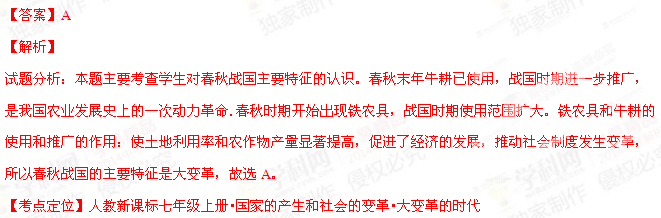 【答案】A
【解析】
试题分析：本题主要考查学生对春秋战国主要特征的认识。春秋末年牛耕已使用，战国时期进一步推广，
是我国农业发展史上的一次动力革命.春秋时期开始出现铁农具，战国时期使用范围扩大。铁农具和牛耕的
使用和推广的作用：使土地利用率和农作物产量显著提高，促进了经济的发展，推动社会制度发生变革，
所以春秋战国的主要特征是大变革，故选 A。
【考点定位】人教新课标七年级上册•国家的产生和社会的变革•大变革的时代